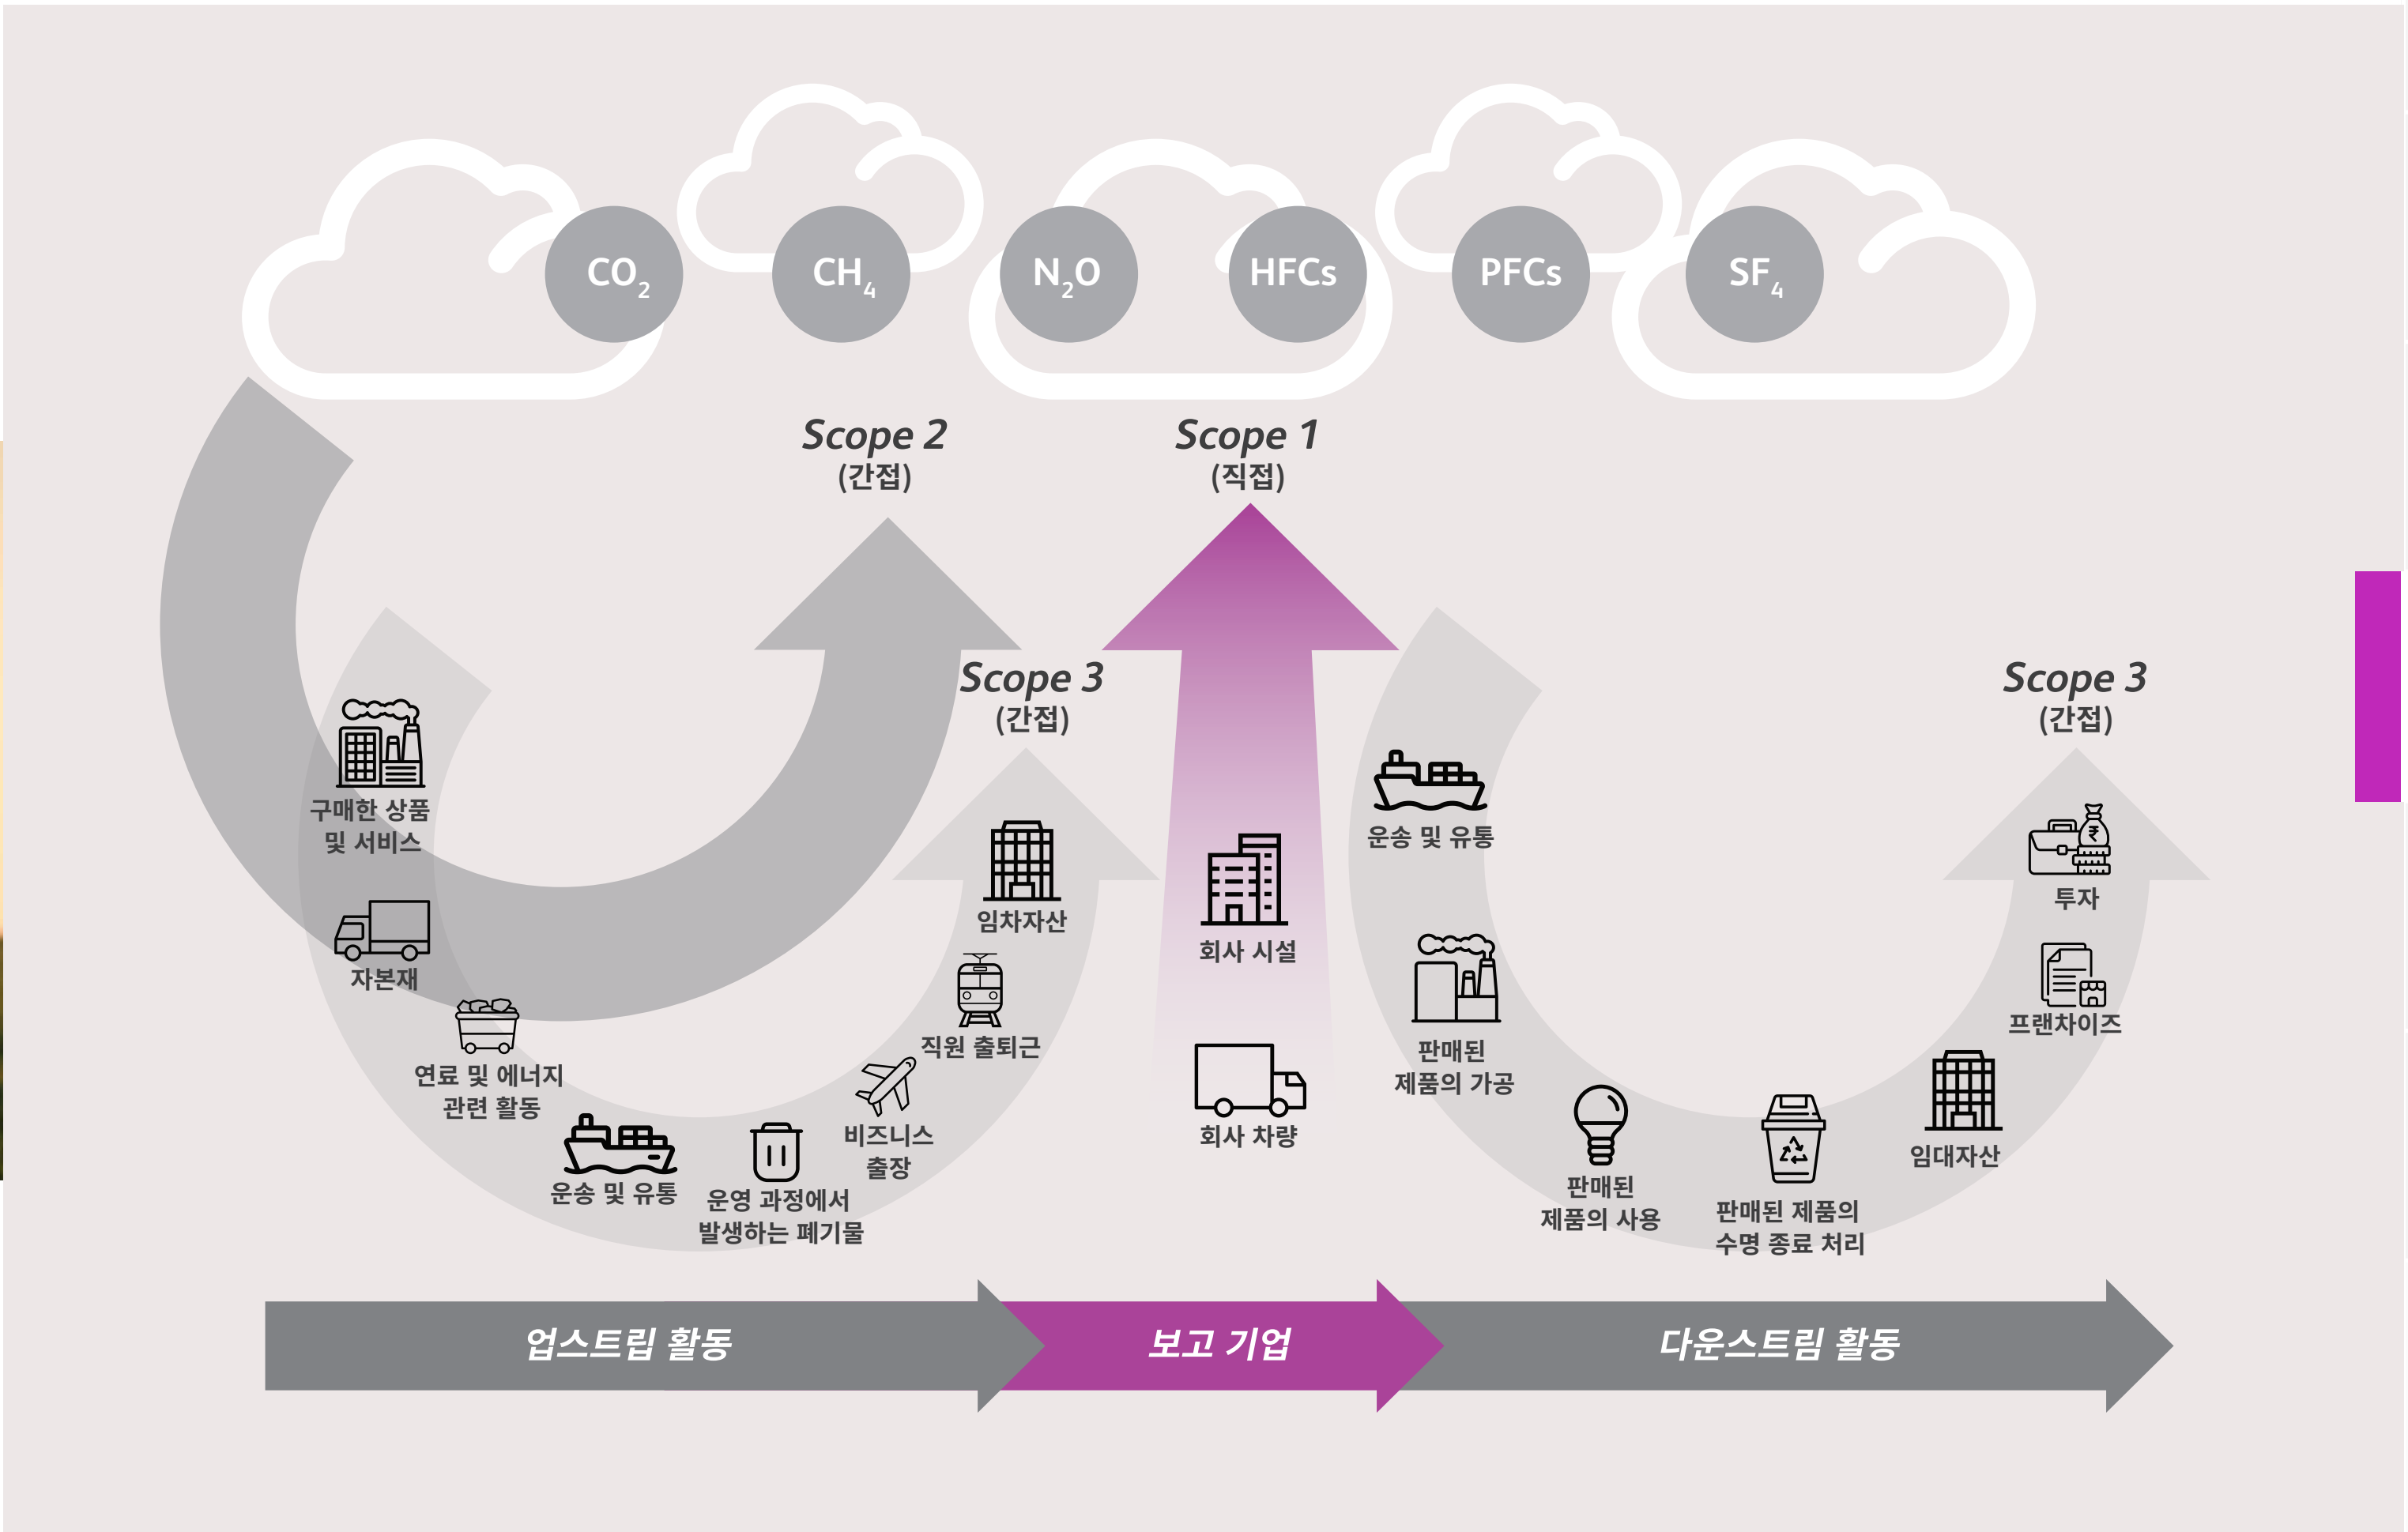 CO2
CH4
N2O
HFCs
PFCs
SF4
Scope 2
(간접)
Scope 1
(직접)
Scope 3
(간접)
Scope 3
(간접)
구매한 상품
및 서비스
자본재
연료 및 에너지
관련 활동
운송 및 유통
운영 과정에서
발생하는 폐기물
비즈니스
출장
직원 출퇴근
임차자산
회사 시설
회사 차량
운송 및 유통
판매된
제품의 가공
판매된
제품의 사용
판매된 제품의
수명 종료 처리
임대자산
프랜차이즈
투자
업스트립 활동
보고 기업
다운스트림 활동